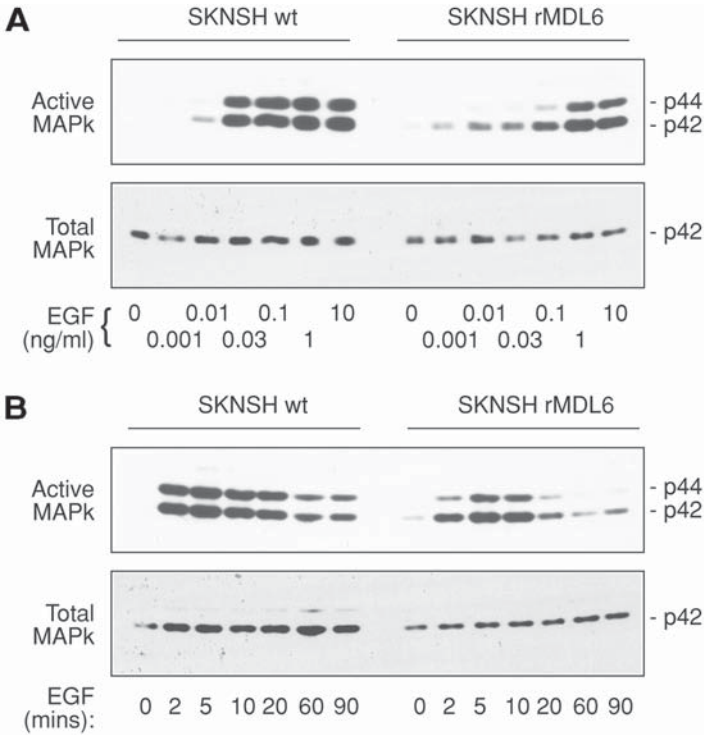 A
SKNSH wt
SKNSH rMDL6
Active
MAPk
- p44
- p42
Total
MAPk
- p42
EGF
(ng/ml) {
0 0.01 0.1 10
0.001 0.03 1
0 0.01 0.1 10
0.001 0.03 1
B
SKNSH wt
SKNSH rMDL6
Active
MAPk
- p44
- p42
Total
MAPk
- p42
EGF
(mins):
0 2 5 10 20 60 90
0 2 5 10 20 60 90